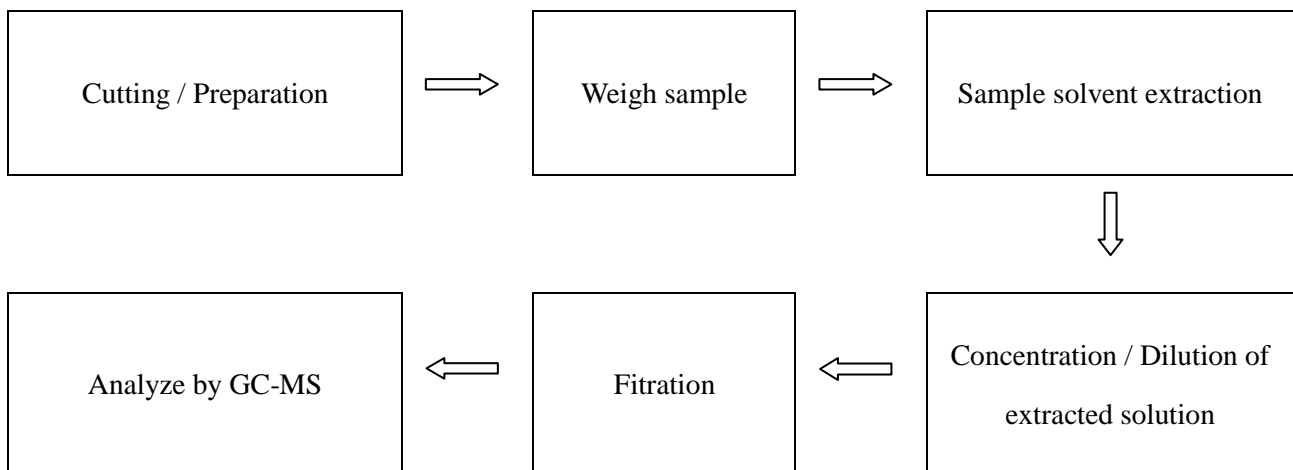 Cutting / Preparation
Weigh sample
Sample solvent extraction
Concentration / Dilution of
extracted solution
Fitration
Analyze by GC-MS